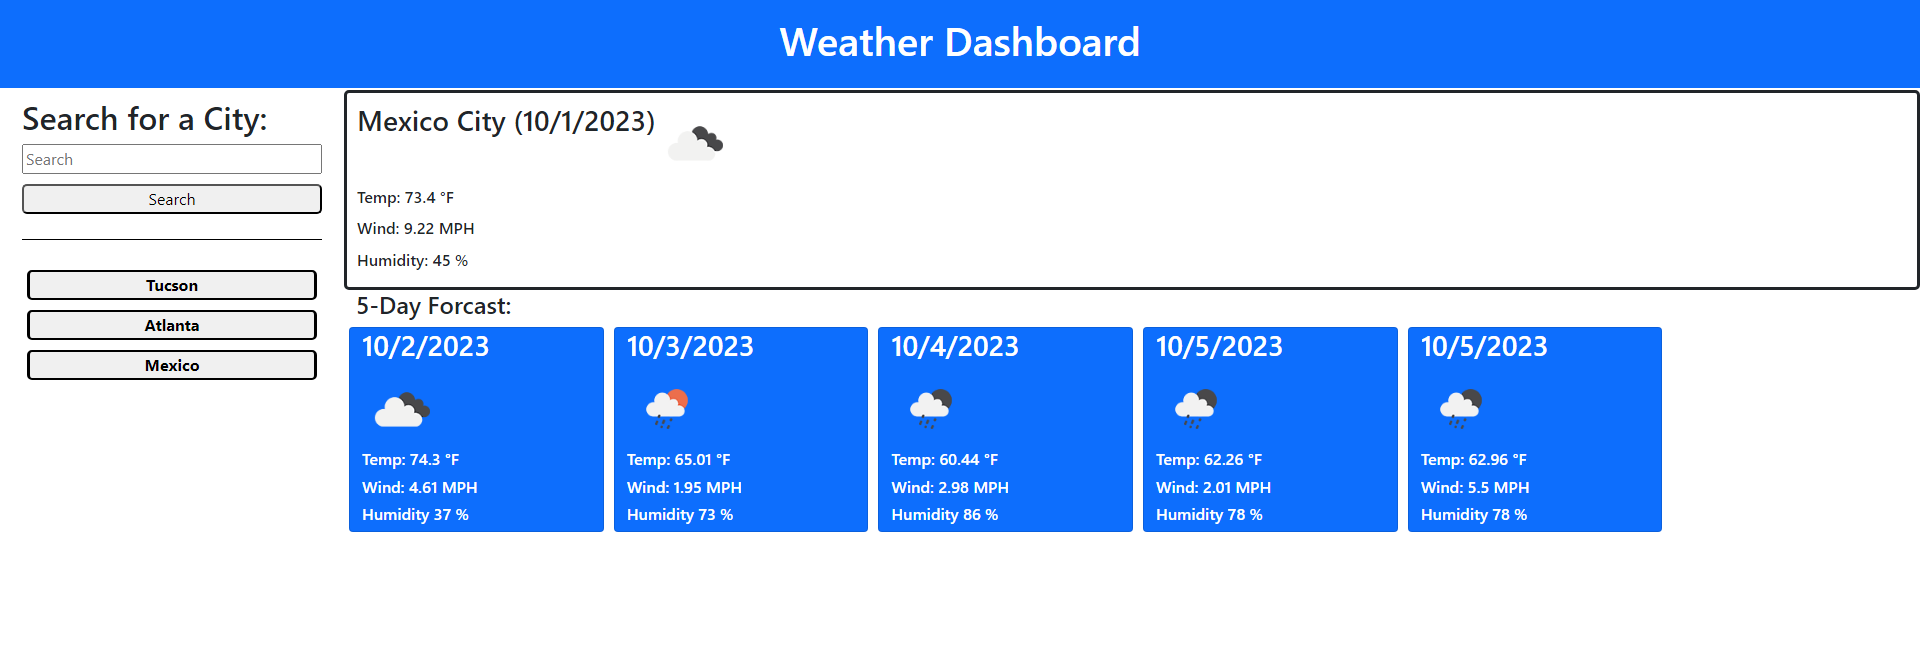 Weather Dashboard
Search for a City:
Search
Search
Tucson
Atlanta
Mexico
Mexico City (10/1/2023)
Temp: 73.4 °F
Wind: 9.22 MPH
Humidity: 45 %
5-Day Forcast:
10/2/2023
Temp: 74.3 °F
Wind: 4.61 MPH
Humidity 37 %
10/3/2023
Temp: 65.01 °F
Wind: 1.95 MPH
Humidity 73 %
10/4/2023
Temp: 60.44 °F
Wind: 2.98 MPH
Humidity 86 %
10/5/2023
Temp: 62.26 °F
Wind: 2.01 MPH
Humidity 78 %
10/5/2023
Temp: 62.96 °F
Wind: 5.5 MPH
Humidity 78 %